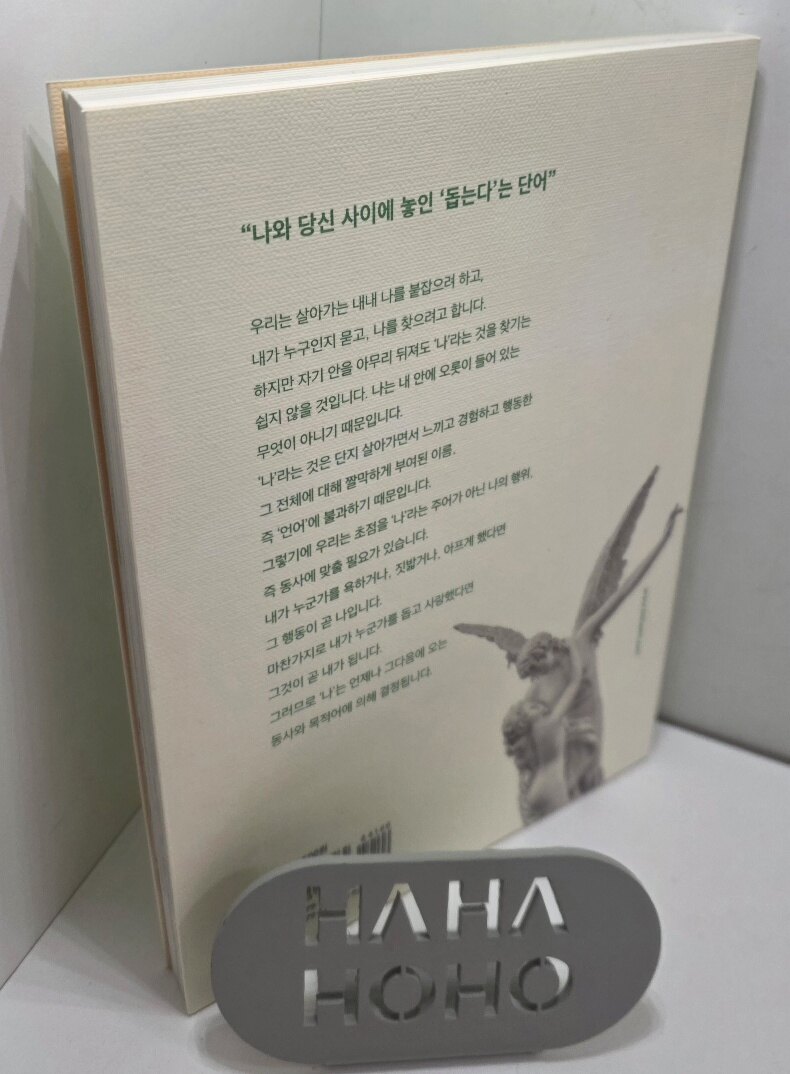 “나와 당신 사이에 놓인 ‘돕는다’는 단어”
우리는 살아가는 내내 나를 붙잡으려 하고,
내가 누구인지 묻고, 나를 찾으려고 합니다.
하지만 자기 안을 아무리 뒤져도 ‘나’라는 것을 찾기는
쉽지 않을 것입니다. 나는 내 안에 오롯이 들어 있는
무엇이 아니기 때문입니다.
‘나’라는 것은 단지 살아가면서 느끼고 경험하고 행동한
그 전체에 대해 짤막하게 부여된 이름.
즉 ‘언어’에 불과하기 때문입니다.
그렇기에 우리는 초점을 ‘나’라는 주어가 아닌 나의 행위,
즉 동사에 맞출 필요가 있습니다.
내가 누군가를 욕하거나, 짓밟거나, 아프게 했다면
그 행동이 곧 나입니다.
마찬가지로 내가 누군가를 돕고 사랑했다면
그것이 곧 내가 됩니다.
그러므로 ‘나’는 언제나 그다음에 오는
동사와 목적어에 의해 결정됩니다.
HAHA
HOHO